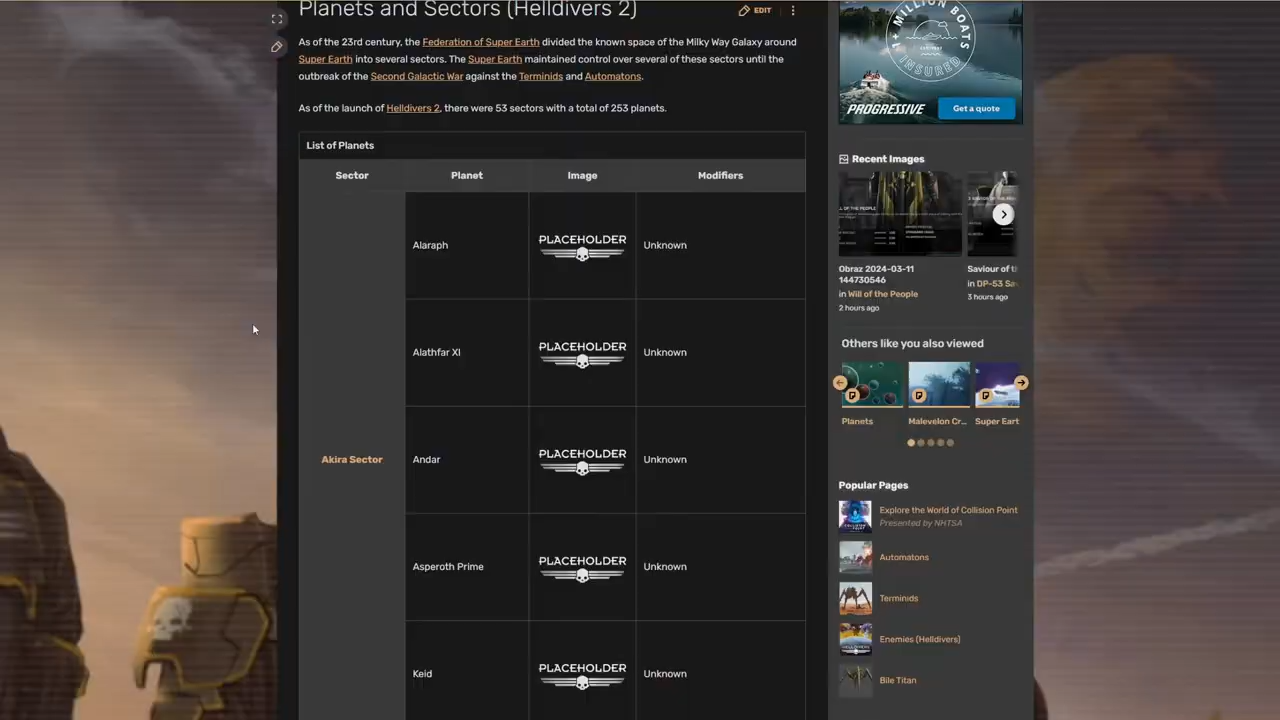 Planets and Sectors (Helldivers 2)
EDIT
As of the 23rd century, the Federation of Super Earth divided the known space of the Milky Way Galaxy around
Super Earth into several sectors. The Super Earth maintained control over several of these sectors until the
outbreak of the Second Galactic War against the Terminids and Automatons.
As of the launch of Helldivers 2, there were 53 sectors with a total of 253 planets.
List of Planets
Sector Planet Image Modifiers
Alaraph PLACEHOLDER Unknown
Alathfar XI PLACEHOLDER Unknown
Akira Sector Andar PLACEHOLDER Unknown
Asperoth Prime PLACEHOLDER Unknown
Keid PLACEHOLDER Unknown
1+ MILLION BOATS
INSURED
PROGRESSIVE Get a quote
Recent Images
Obraz 2024-03-11
144730546
in Will of the People
2 hours ago
Saviour of t
in DP-53 Sa
3 hours ago
Others like you also viewed
Planets Malevelon Cr... Super Eart
Popular Pages
Explore the World of Collision Point
Presented by NHTSA
Automatons
Terminids
Enemies (Helldivers)
Bile Titan